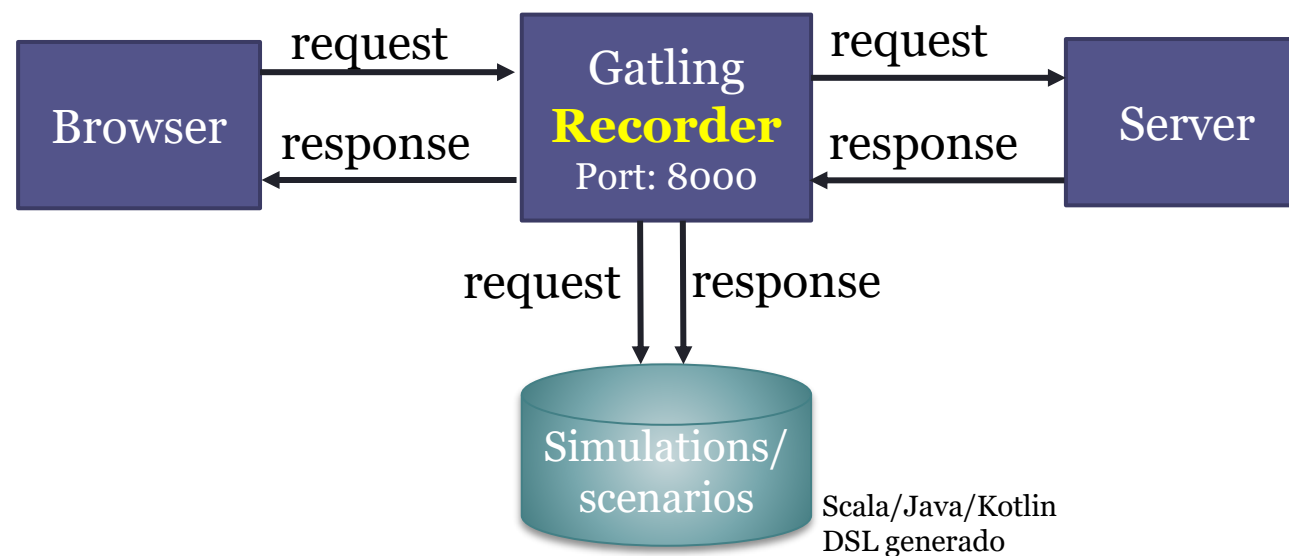 request
request
Browser
Gatling
Recorder
Port: 8000
Server
response
response
request
response
Simulations/
scenarios
Scala/Java/Kotlin
DSL generado